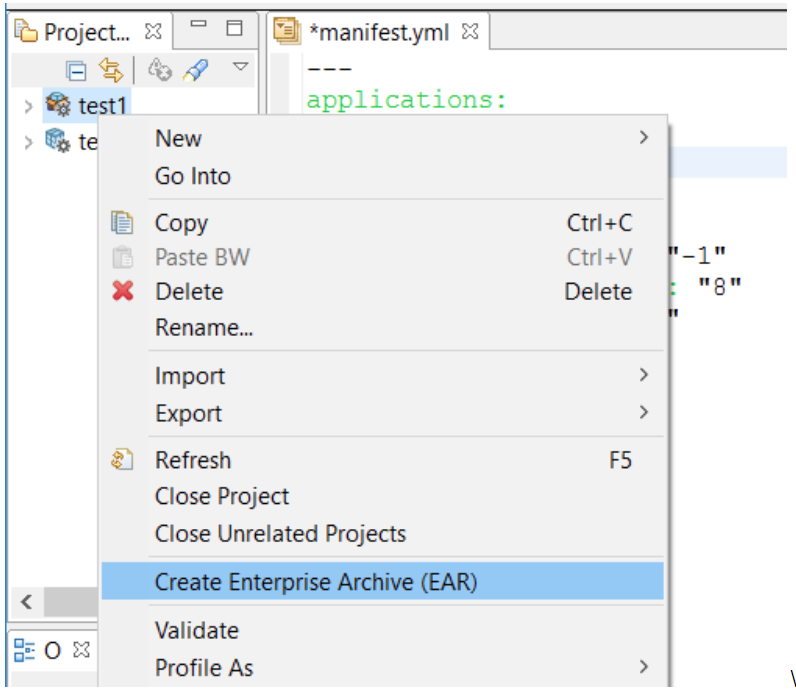 Project...
*manifest.yml
---
applications:
test1
te
New
Go Into
Copy Ctrl+C
Paste BW Ctrl+V
"-1"
Delete Delete
: "8"
Rename...
"
Import
Export
Refresh F5
Close Project
Close Unrelated Projects
Create Enterprise Archive (EAR)
Validate
O
Profile As